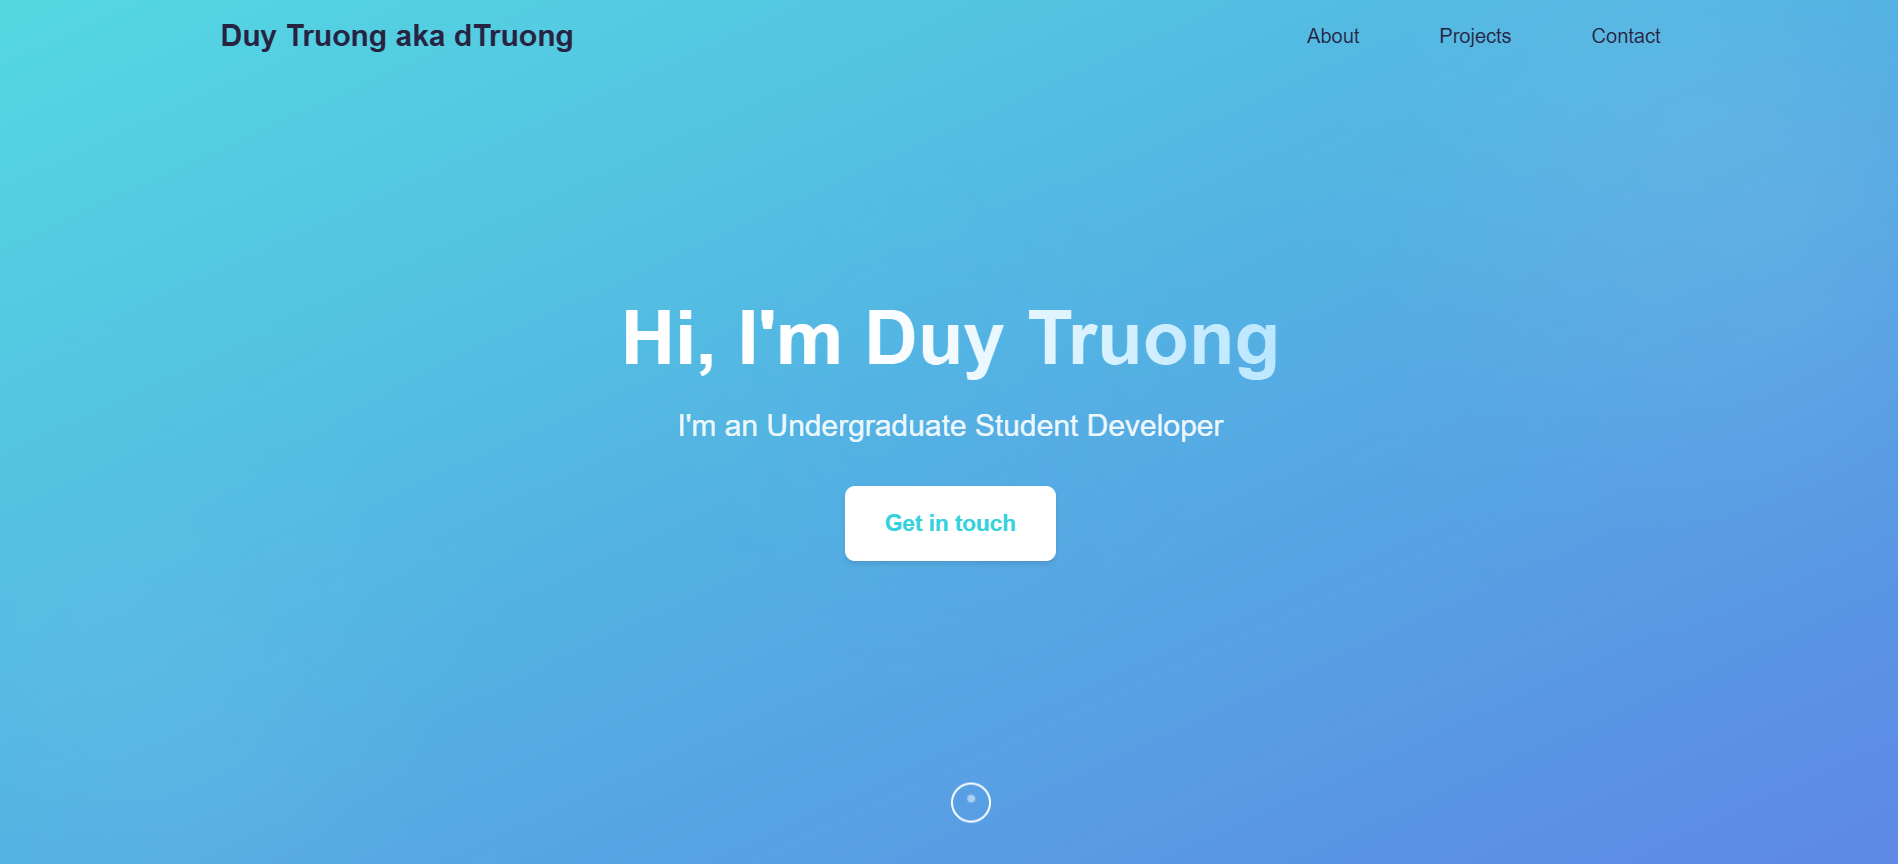 Duy Truong aka dTruong
About
Projects
Contact
Hi, I'm Duy Truong
I'm an Undergraduate Student Developer
Get in touch